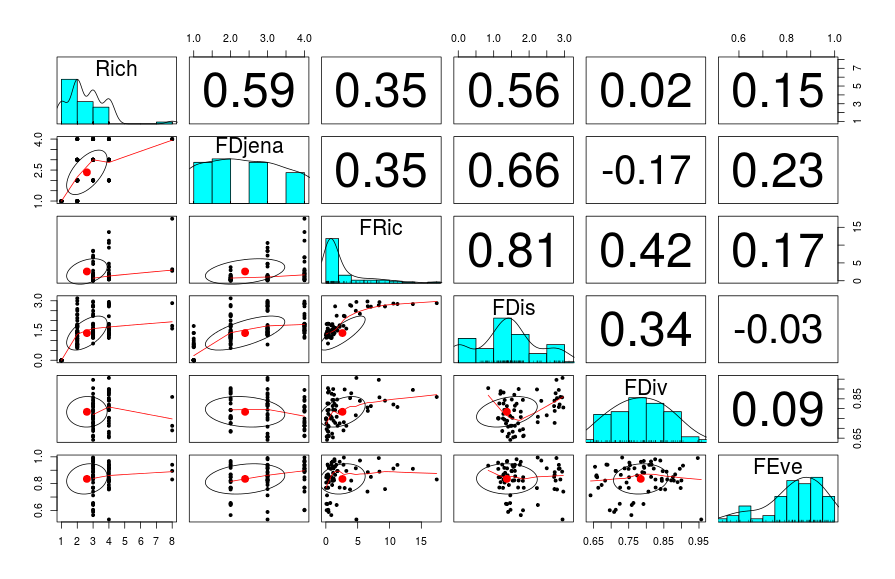 1.0 2.0 3.0 4.0 0.0 1.5 3.0 0.6 0.8 1.0
Rich 0.59 0.35 0.56 0.02 0.15 1 3 5 7
1.0 2.5 4.0 FDjena 0.35 0.66 -0.17 0.23
FRic 0.81 0.42 0.17 0 5 15
0.0 1.5 3.0 FDis 0.34 -0.03
FDiv 0.09 0.65 0.85
0.6 0.8 1.0 FEve
1 2 3 4 5 6 7 8 0 5 10 15 0.65 0.75 0.85 0.95